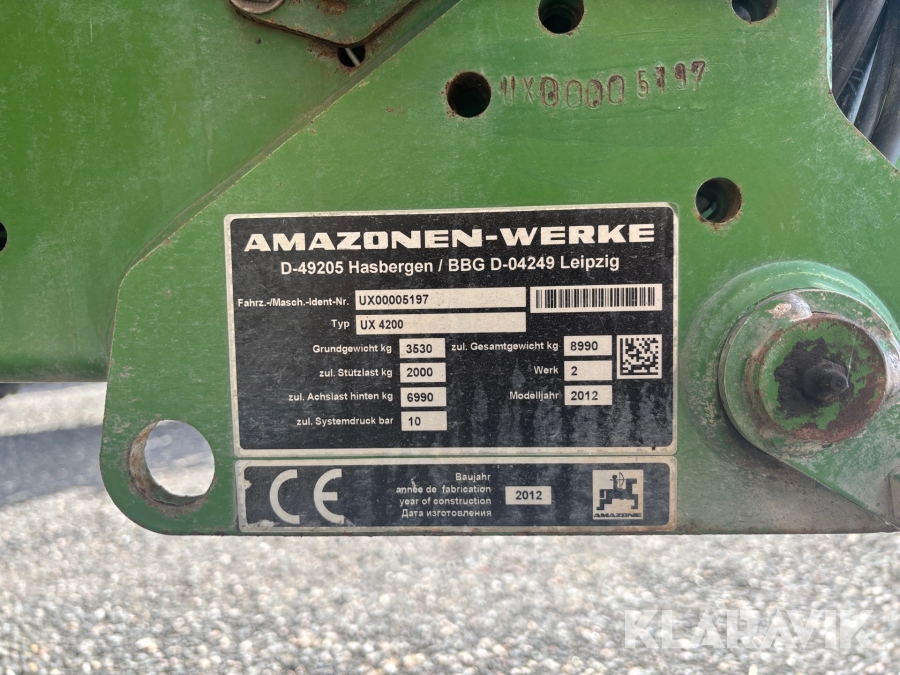 UX00005197
AMAZONEN-WERKE
D-49205 Hasbergen / BBG D-04249 Leipzig
Fahrz.-/Masch.-Ident-Nr. UX00005197
Typ UX 4200
Grundgewicht kg 3530 zul. Gesamtgewicht kg 8990
zul. Stützlast kg 2000 Werk 2
zul. Achslast hinten kg 6990 Modelljahr 2012
zul. Systemdruck bar 10
CE
Baujahr
année de fabrication
year of construction 2012
Дата изготовления
AMAZONE
KLARAVIK